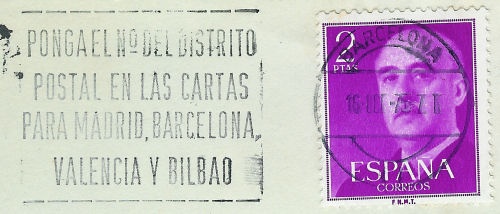 PONGA EL Nº DEL DISTRITO
POSTAL EN LAS CARTAS
PARA MADRID, BARCELONA,
VALENCIA Y BILBAO
2
PTAS
BARCELONA
ESPAÑA
CORREOS
F.N.M.T.